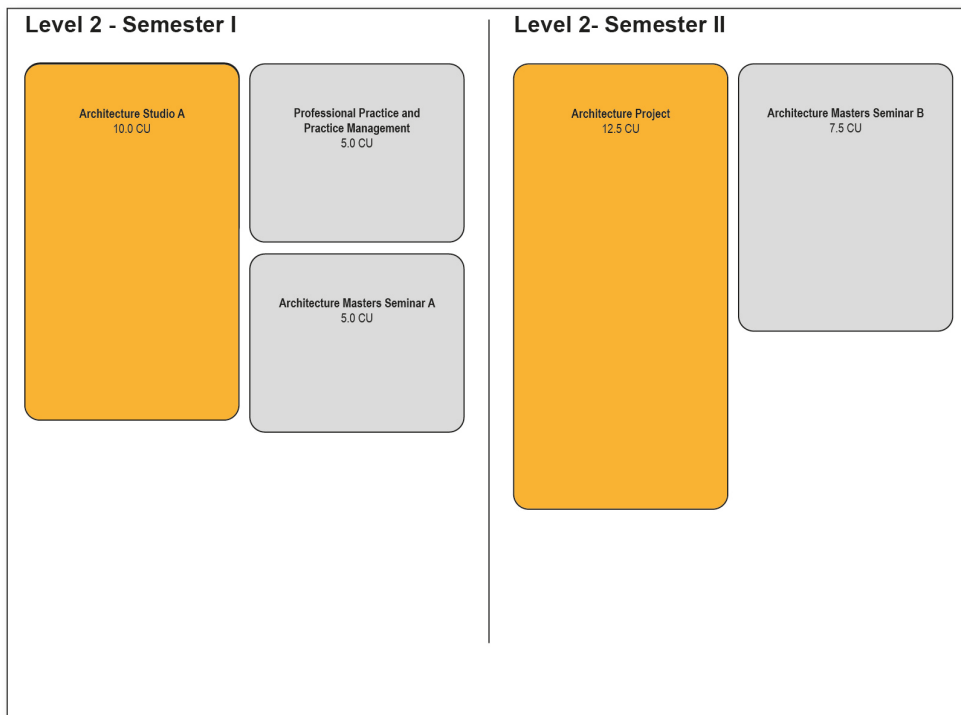 Level 2 - Semester I
Architecture Studio A
10.0 CU
Professional Practice and
Practice Management
5.0 CU
Architecture Masters Seminar A
5.0 CU
Level 2- Semester II
Architecture Project
12.5 CU
Architecture Masters Seminar B
7.5 CU